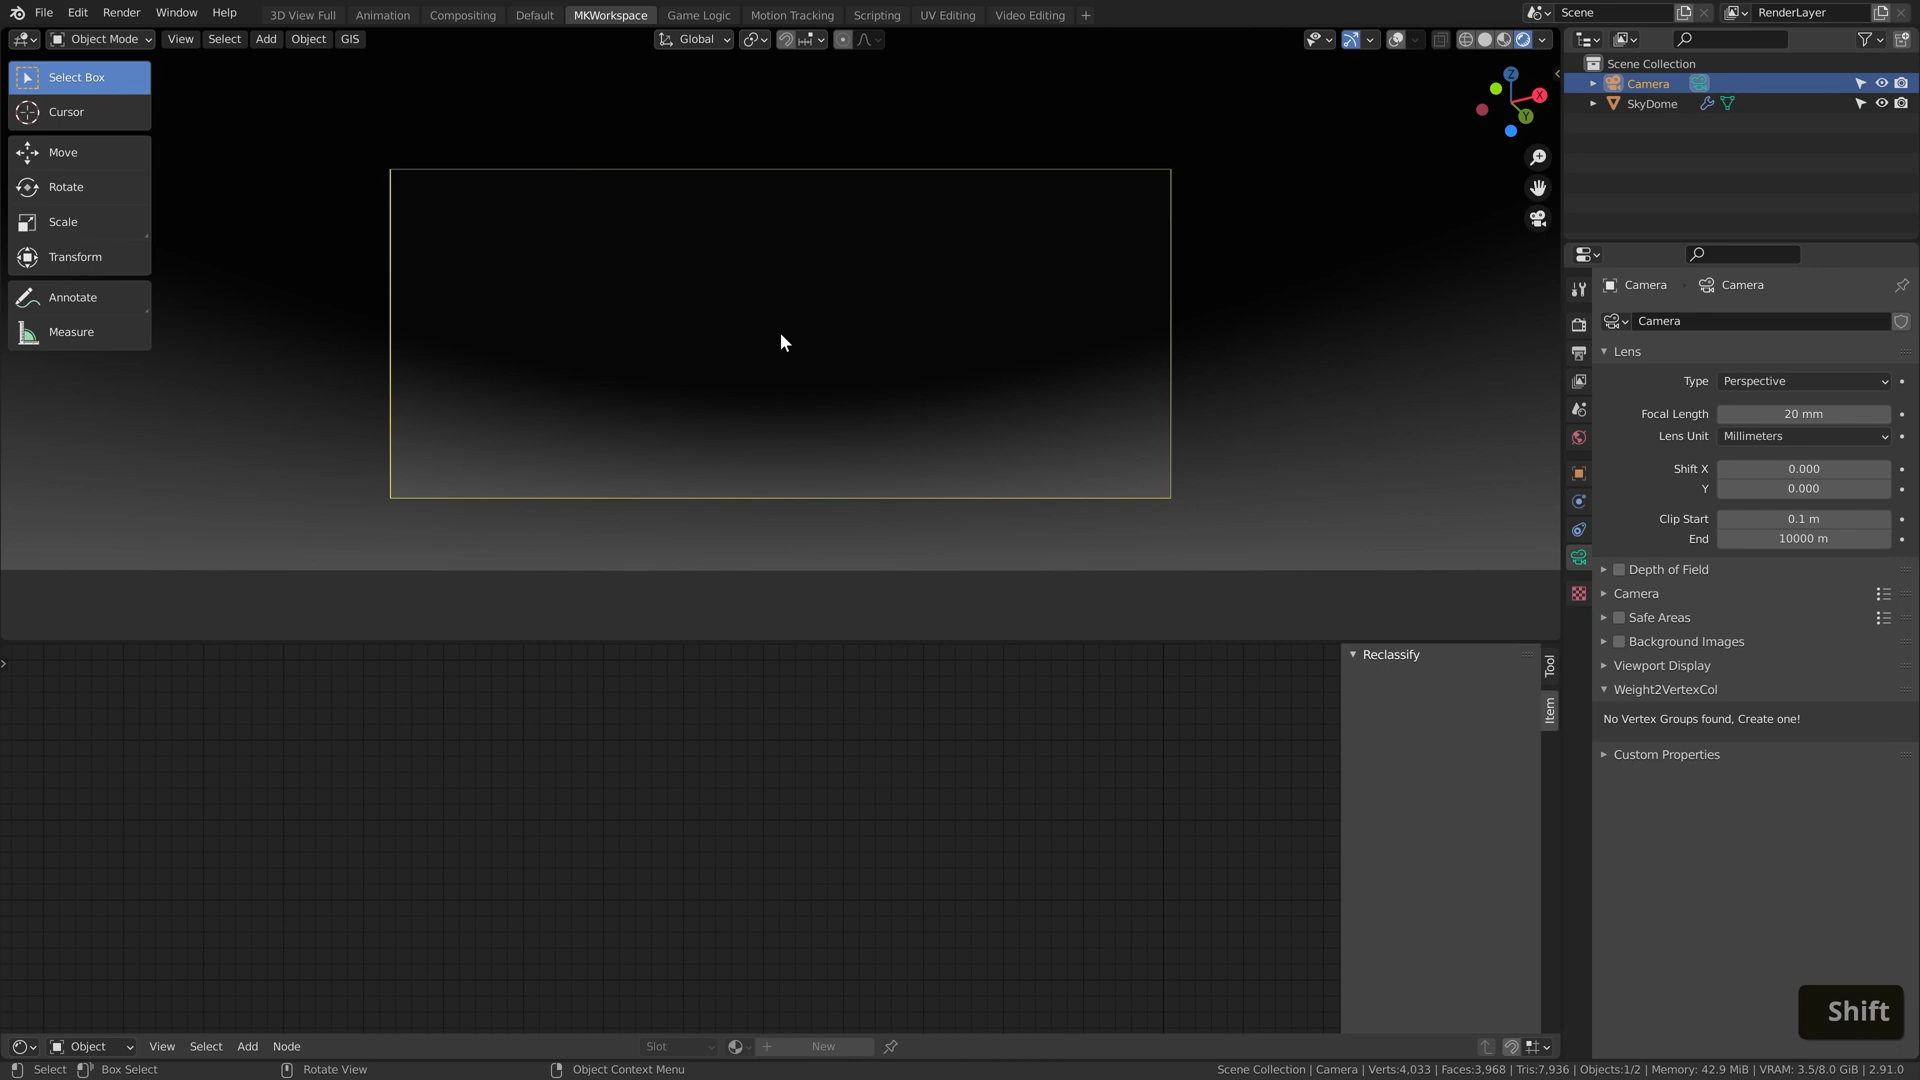 File Edit Render Window Help 3D View Full Animation Compositing Default MKWorkspace Game Logic Motion Tracking Scripting UV Editing Video Editing + Scene RenderLayer
Object Mode View Select Add Object GIS Global
Select Box
Cursor
Move
Rotate
Scale
Transform
Annotate
Measure
Z
X
Y
Scene Collection
Camera
SkyDome
Camera Camera
Camera
Lens
Type Perspective
Focal Length 20 mm
Lens Unit Millimeters
Shift X 0.000
Y 0.000
Clip Start 0.1 m
End 10000 m
Depth of Field
Camera
Safe Areas
Background Images
Viewport Display
Weight2VertexCol
No Vertex Groups found, Create one!
Custom Properties
Reclassify
Tool
Item
Shift
Object View Select Add Node Slot New
Select Box Select Rotate View Object Context Menu Scene Collection | Camera | Verts:4,033 | Faces:3,968 | Tris:7,936 | Objects:1/2 | Memory: 42.9 MiB | VRAM: 3.5/8.0 GiB | 2.91.0